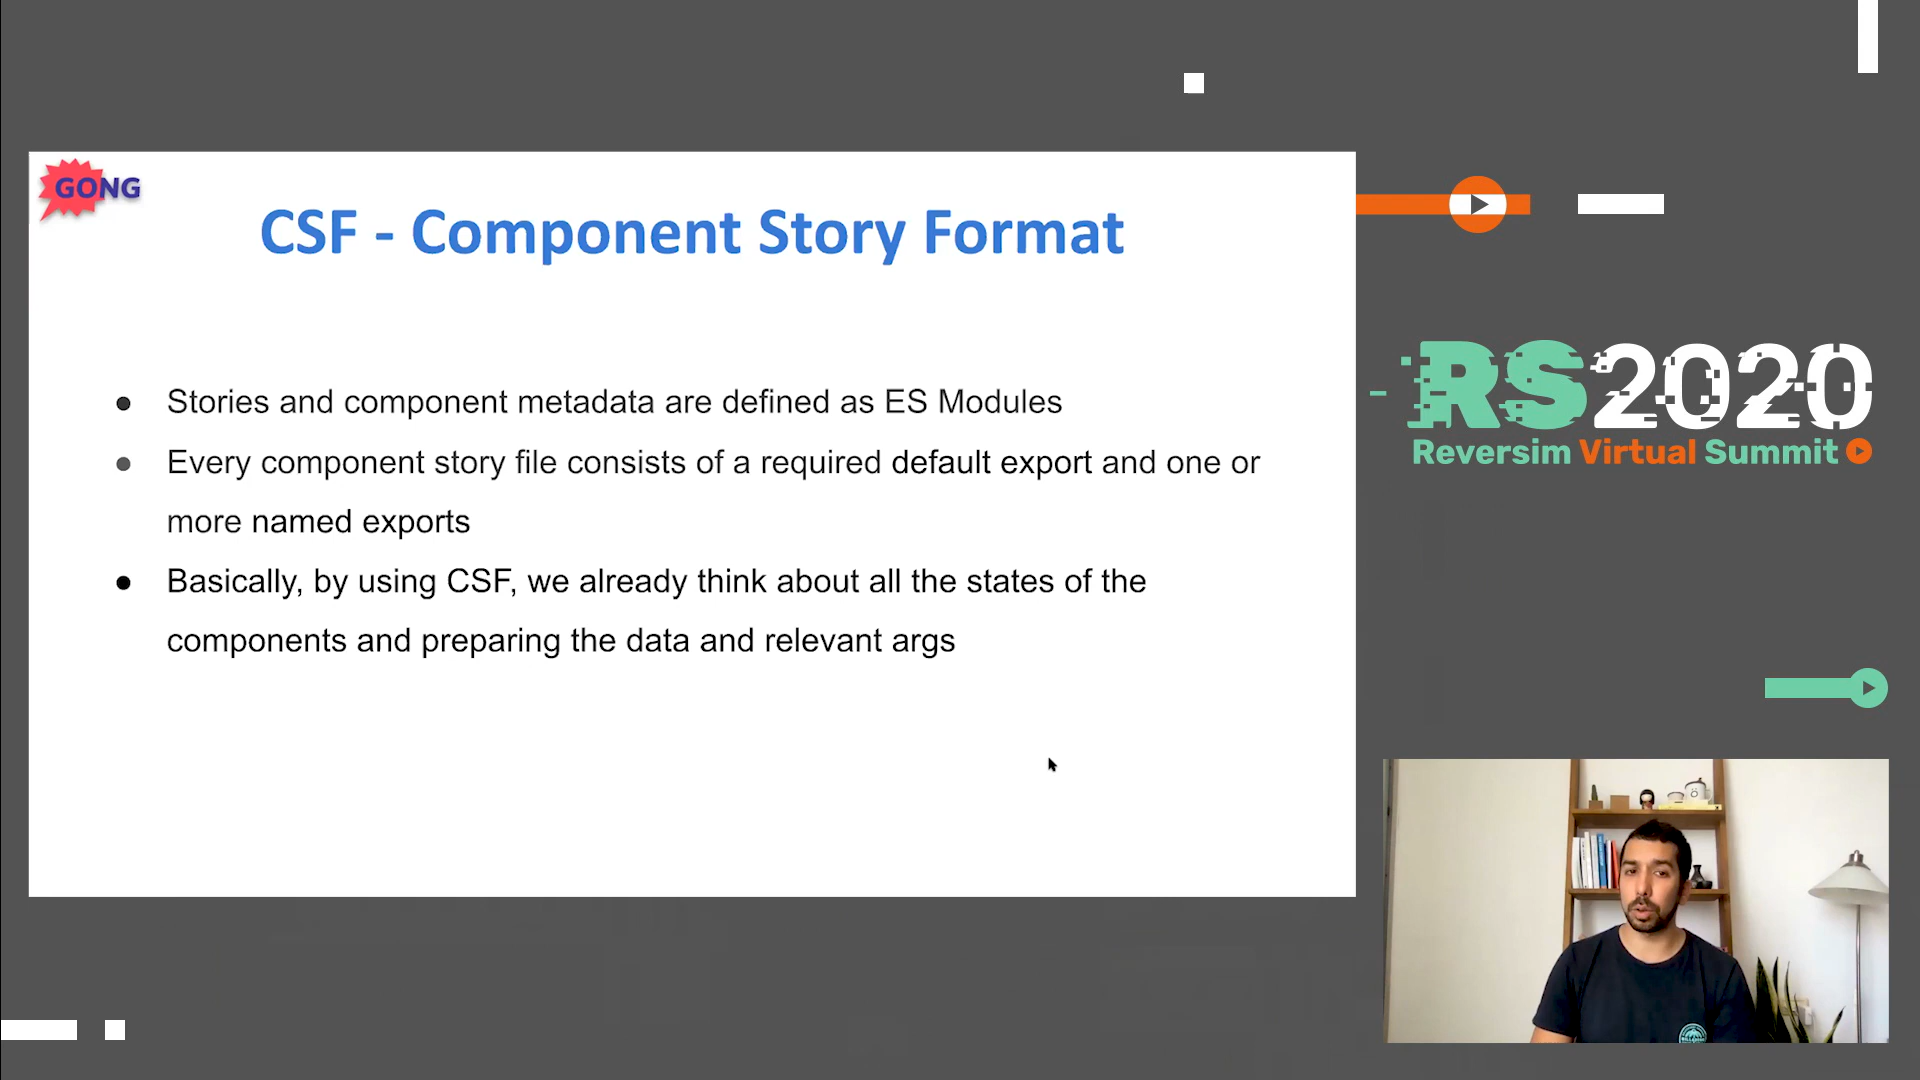 GONG
CSF - Component Story Format
● Stories and component metadata are defined as ES Modules
● Every component story file consists of a required default export and one or
more named exports
● Basically, by using CSF, we already think about all the states of the
components and preparing the data and relevant args
RS2020
Reversim Virtual Summit